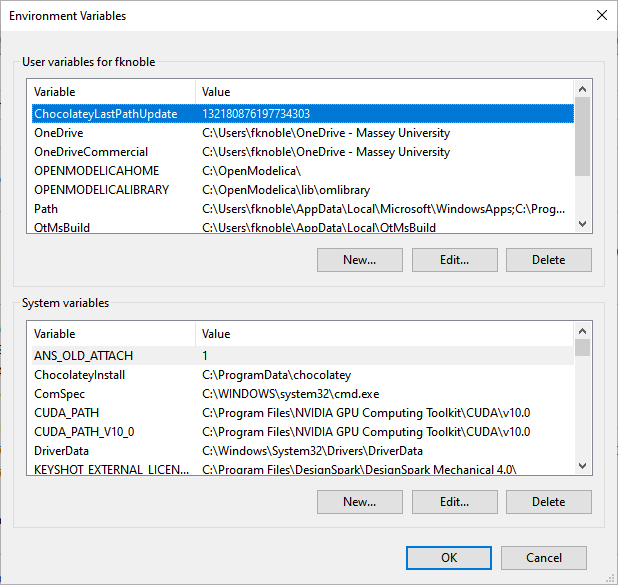 Environment Variables
User variables for fknoble
Variable Value
ChocolateyLastPathUpdate 132180876197734303
OneDrive C:\Users\fknoble\OneDrive - Massey University
OneDriveCommercial C:\Users\fknoble\OneDrive - Massey University
OPENMODELICAHOME C:\OpenModelica\
OPENMODELICALIBRARY C:\OpenModelica\lib\omlibrary
Path C:\Users\fknoble\AppData\Local\Microsoft\WindowsApps;C:\Prog...
QtMsBuild C:\Users\fknoble\AppData\Local\QtMsBuild
New... Edit... Delete
System variables
Variable Value
ANS_OLD_ATTACH 1
ChocolateyInstall C:\ProgramData\chocolatey
ComSpec C:\WINDOWS\system32\cmd.exe
CUDA_PATH C:\Program Files\NVIDIA GPU Computing Toolkit\CUDA\v10.0
CUDA_PATH_V10_0 C:\Program Files\NVIDIA GPU Computing Toolkit\CUDA\v10.0
DriverData C:\Windows\System32\Drivers\DriverData
KEYSHOT_EXTERNAL_LICEN... C:\Program Files\DesignSpark\DesignSpark Mechanical 4.0\
New... Edit... Delete
OK Cancel